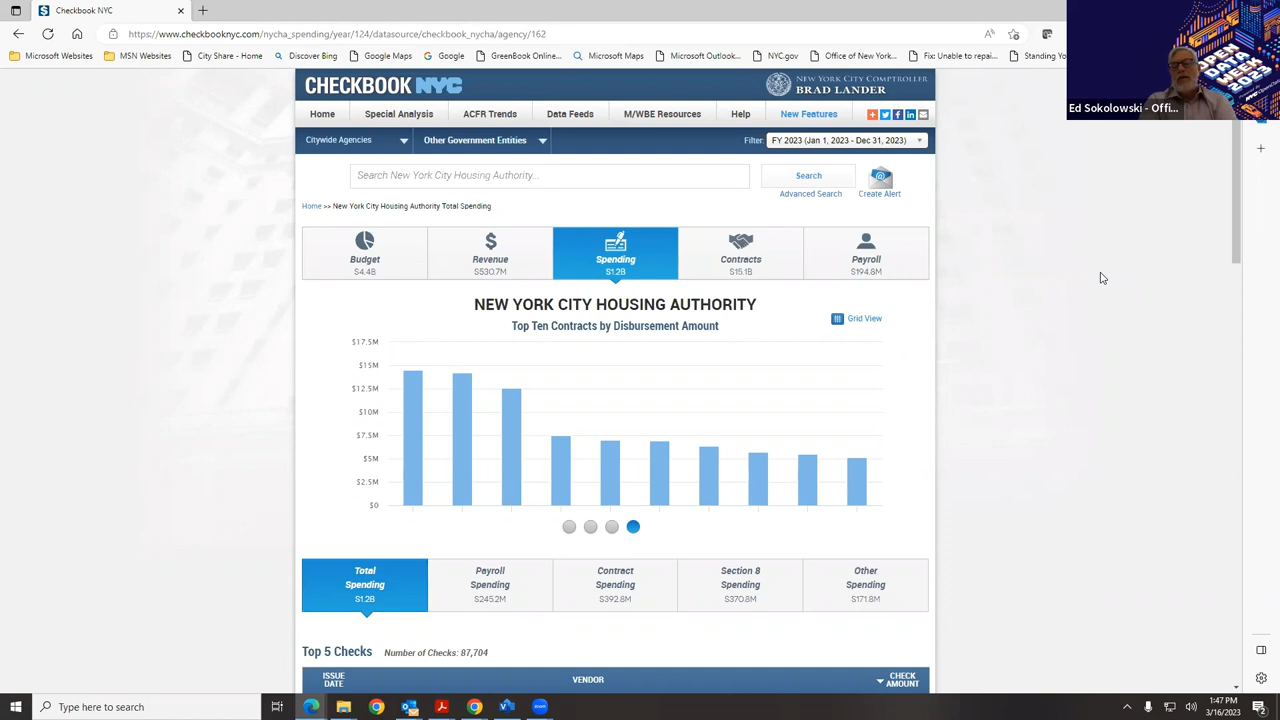 Checkbook NYC
https://www.checkbooknyc.com/nycha_spending/year/124/datasource/checkbook_nycha/agency/162
Microsoft Websites MSN Websites City Share - Home Discover Bing Google Maps Google GreenBook Online... Microsoft Maps Microsoft Outlook... NYC.gov Office of New York... Fix: Unable to repai... Standing Yo
OPEN DATA WEEK 2023
Ed Sokolowski - Offi...
CHECKBOOK NYC
NEW YORK CITY COMPTROLLER
BRAD LANDER
Home Special Analysis ACFR Trends Data Feeds M/WBE Resources Help New Features
Citywide Agencies Other Government Entities Filter: FY 2023 (Jan 1, 2023 - Dec 31, 2023)
Search New York City Housing Authority... Search
Advanced Search Create Alert
Home >> New York City Housing Authority Total Spending
Budget Revenue Spending Contracts Payroll
$4.4B $530.7M $1.2B $15.1B $194.8M
NEW YORK CITY HOUSING AUTHORITY
Top Ten Contracts by Disbursement Amount
Grid View
$17.5M
$15M
$12.5M
$10M
$7.5M
$5M
$2.5M
$0
Total Spending
$1.2B
Payroll Spending
$245.2M
Contract Spending
$392.8M
Section 8 Spending
$370.8M
Other Spending
$171.8M
Top 5 Checks Number of Checks: 87,704
ISSUE DATE VENDOR CHECK AMOUNT
Type here to search
1:47 PM
3/16/2023
2